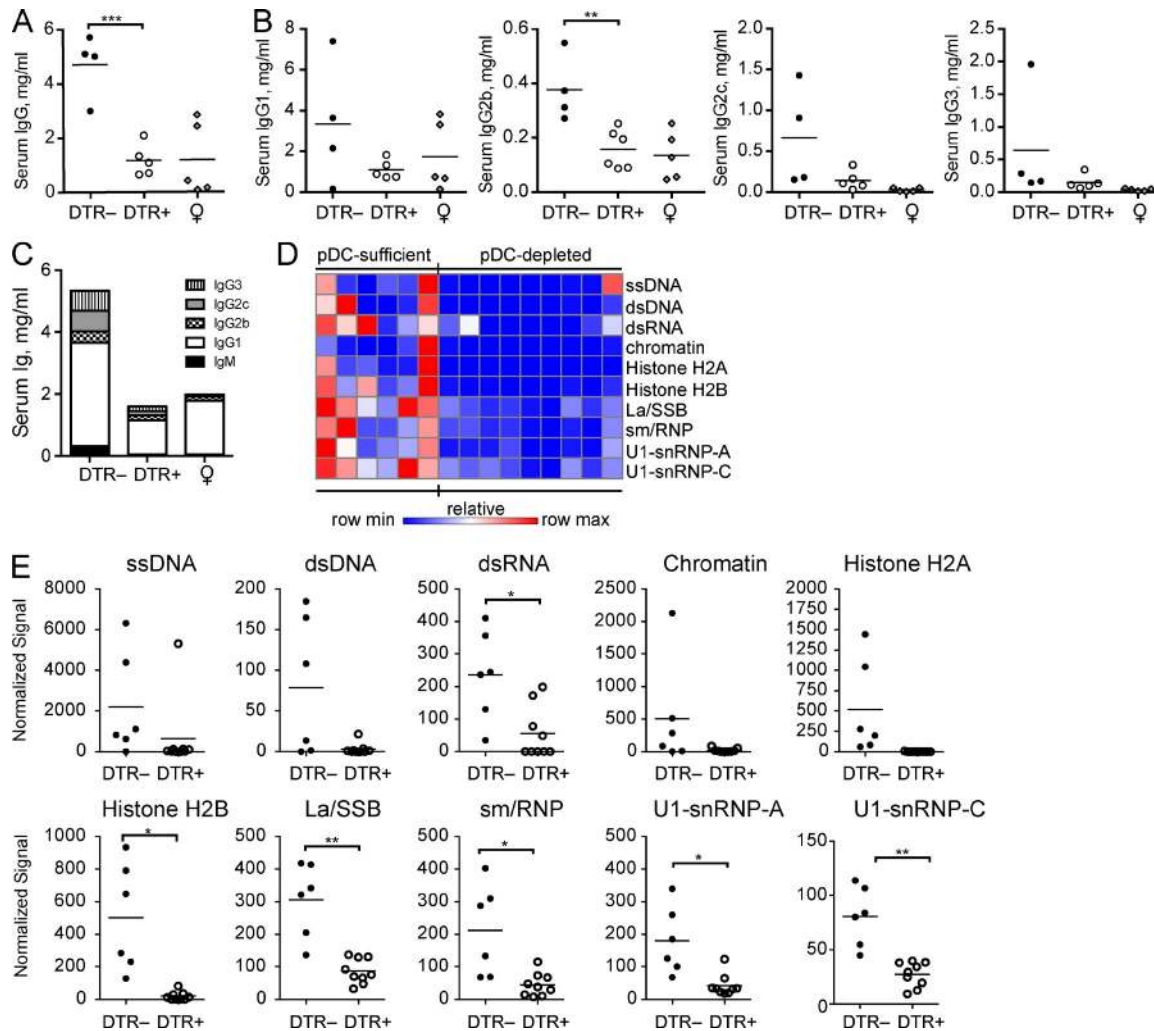 A
Serum IgG, mg/ml
6
4
2
0
***
DTR− DTR+ ♀
B
Serum IgG1, mg/ml
8
6
4
2
0
DTR− DTR+ ♀
Serum IgG2b, mg/ml
0.6
0.4
0.2
0.0
**
DTR− DTR+ ♀
Serum IgG2c, mg/ml
2.0
1.5
1.0
0.5
0.0
DTR− DTR+ ♀
Serum IgG3, mg/ml
2.5
2.0
1.5
1.0
0.5
0.0
DTR− DTR+ ♀
C
Serum Ig, mg/ml
6
4
2
0
IgG3
IgG2c
IgG2b
IgG1
IgM
DTR− DTR+ ♀
D
pDC-sufficient pDC-depleted
ssDNA
dsDNA
dsRNA
chromatin
Histone H2A
Histone H2B
La/SSB
sm/RNP
U1-snRNP-A
U1-snRNP-C
relative
row min row max
E
ssDNA
Normalized Signal
8000
6000
4000
2000
0
DTR− DTR+
dsDNA
200
150
100
50
0
DTR− DTR+
dsRNA
500
400
300
200
100
0
*
DTR− DTR+
Chromatin
2500
2000
1500
1000
500
0
DTR− DTR+
Histone H2A
2000
1750
1500
1250
1000
750
500
250
0
DTR− DTR+
Histone H2B
Normalized Signal
1000
800
600
400
200
0
*
DTR− DTR+
La/SSB
500
400
300
200
100
0
**
DTR− DTR+
sm/RNP
500
400
300
200
100
0
*
DTR− DTR+
U1-snRNP-A
500
400
300
200
100
0
*
DTR− DTR+
U1-snRNP-C
150
100
50
0
**
DTR− DTR+